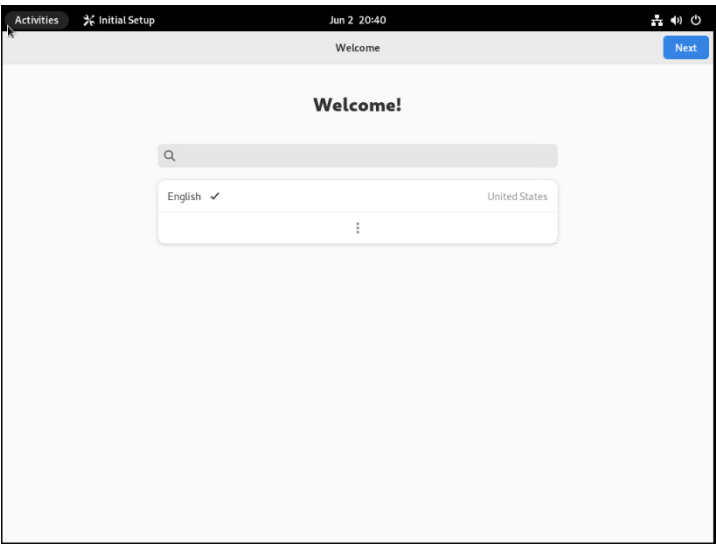 Activities Initial Setup Jun 2 20:40
Welcome Next
Welcome!
English United States